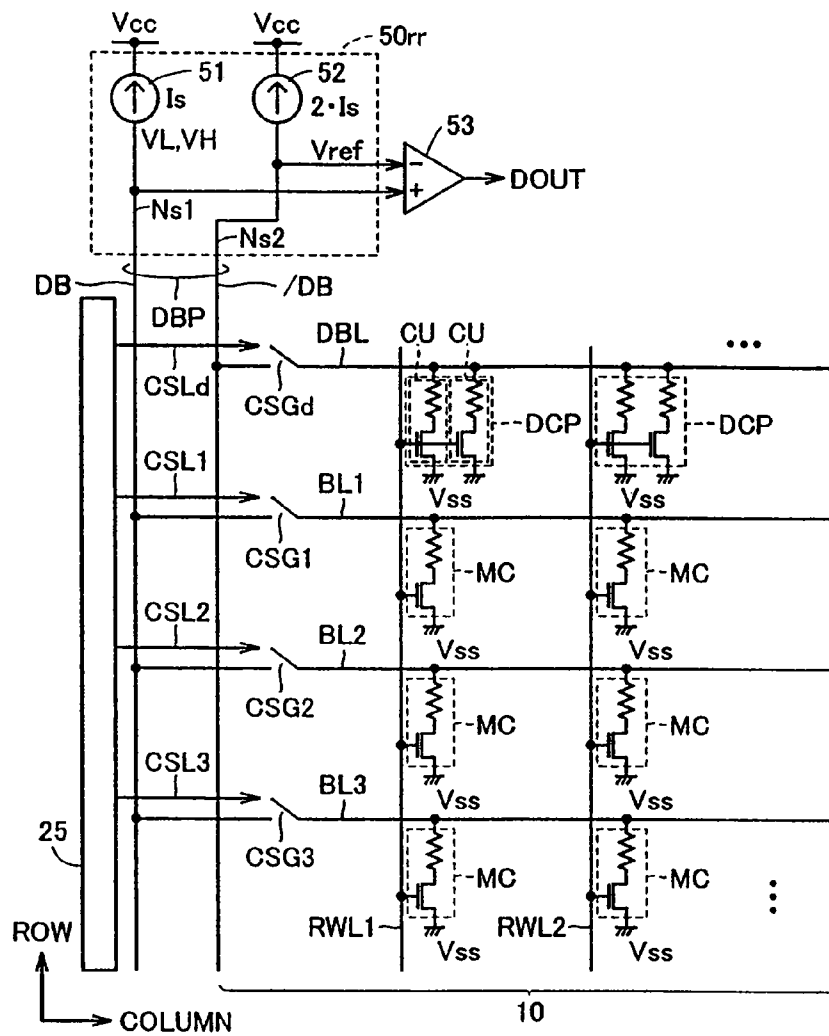 Vcc Vcc 50rr
51 52
Is 2·Is
53
VL,VH
Vref
−
DOUT
+
Ns1
Ns2
DB /DB
DBP
DBL CU CU ...
CSLd CSGd DCP DCP
CSL1 Vss Vss
BL1
CSG1 MC MC
CSL2 Vss Vss
BL2
CSG2 MC MC
CSL3 Vss Vss
BL3
25 CSG3 MC MC
ROW RWL1 Vss RWL2 Vss
COLUMN 10